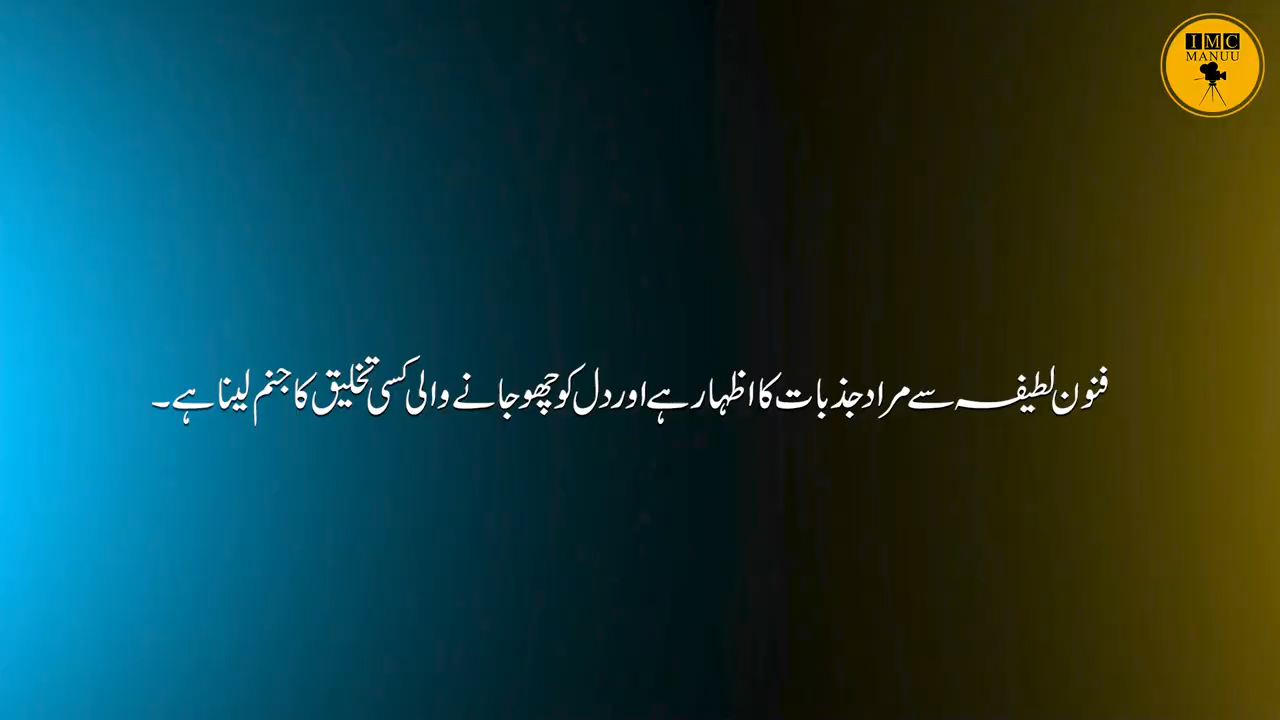 IMC
MANUU
فنون لطیفہ سے مراد جذبات کا اظہار ہے اور دل کو چھو جانے والی کسی تخلیق کا جنم لینا ہے۔